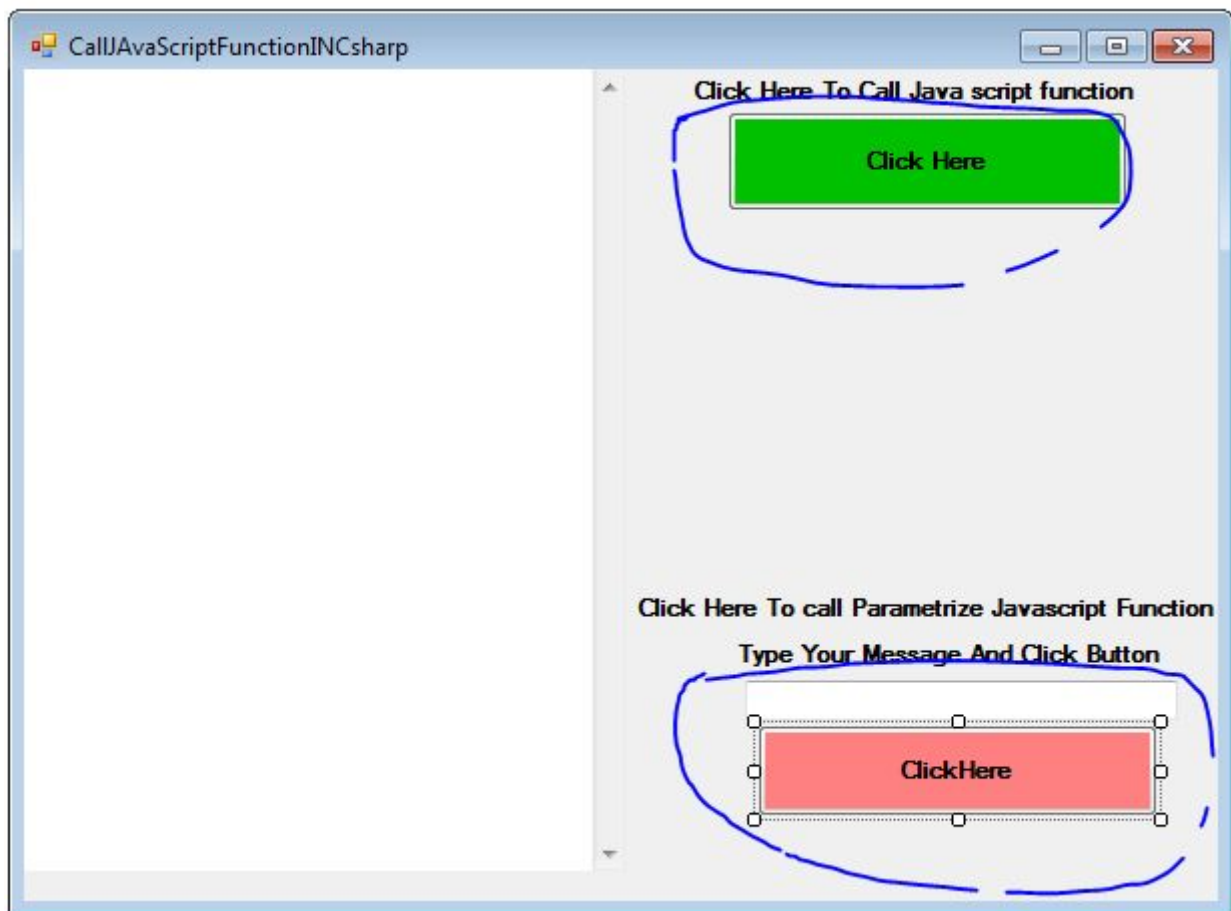 CallJAvaScriptFunctionINCsharp
Click Here To Call Java script function
Click Here
Click Here To call Parametrize Javascript Function
Type Your Message And Click Button
ClickHere